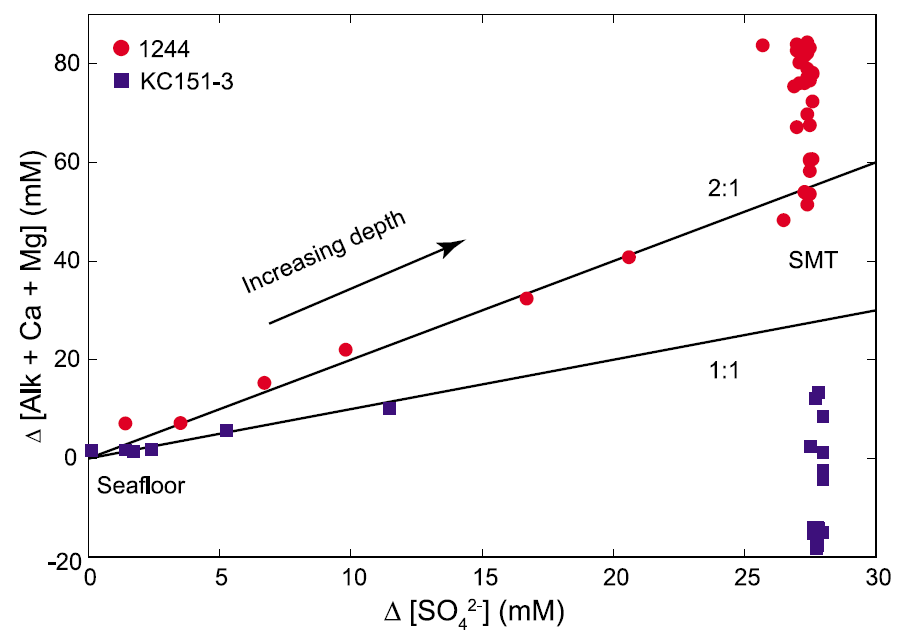 1244
KC151-3
80
60
40
20
0
-20
Δ [Alk + Ca + Mg] (mM)
Increasing depth
2:1
SMT
1:1
Seafloor
0 5 10 15 20 25 30
Δ [SO₄²⁻] (mM)